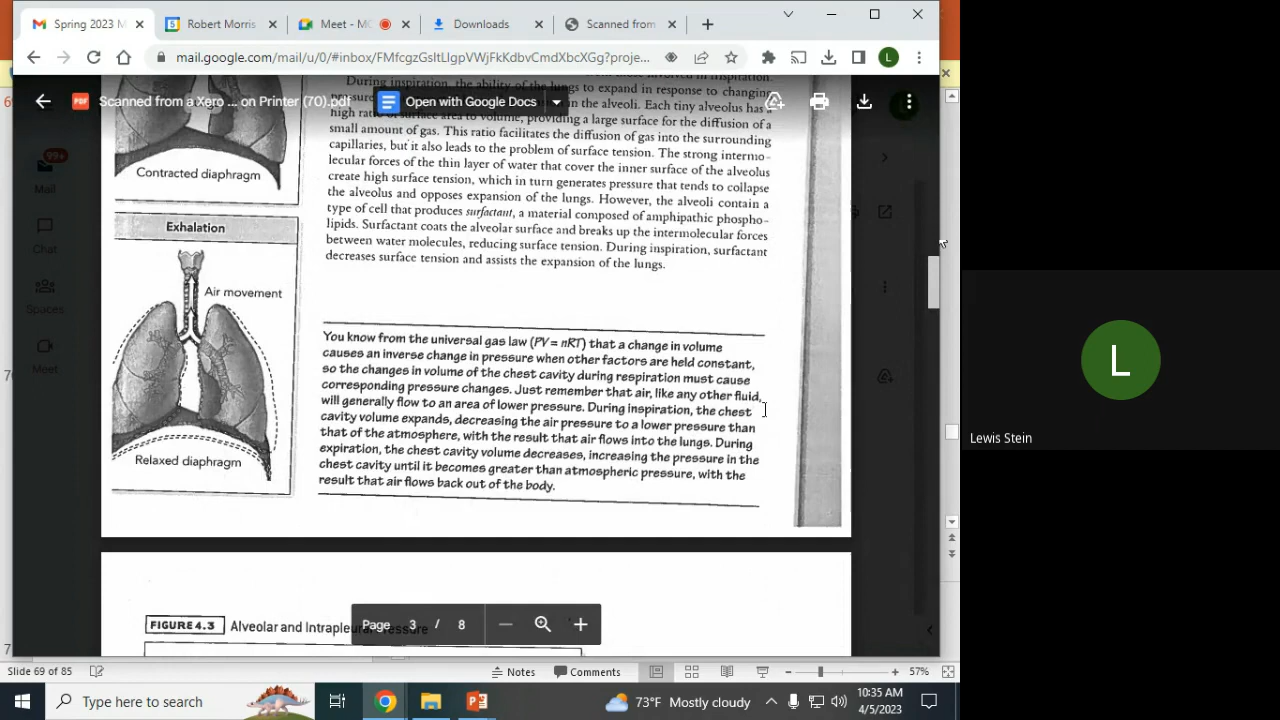 Spring 2023 M
Robert Morris
Meet - MC
Downloads
Scanned from
mail.google.com/mail/u/0/#inbox/FMfcgzGsltLlgpVWjFkKdbvCmdXbcXGg?proje...
L
Scanned from a Xero ... on Printer (70).pdf
Open with Google Docs
99+
Mail
Chat
Spaces
Meet
Contracted diaphragm
Exhalation
Air movement
Relaxed diaphragm
During inspiration, the ability of the lungs to expand in response to changing
in the alveoli. Each tiny alveolus has a
high ratio of surface area to volume, providing a large surface for the diffusion of a
small amount of gas. This ratio facilitates the diffusion of gas into the surrounding
capillaries, but it also leads to the problem of surface tension. The strong intermo-
lecular forces of the thin layer of water that cover the inner surface of the alveolus
create high surface tension, which in turn generates pressure that tends to collapse
the alveolus and opposes expansion of the lungs. However, the alveoli contain a
type of cell that produces surfactant, a material composed of amphipathic phospho-
lipids. Surfactant coats the alveolar surface and breaks up the intermolecular forces
between water molecules, reducing surface tension. During inspiration, surfactant
decreases surface tension and assists the expansion of the lungs.
You know from the universal gas law (PV = nRT) that a change in volume
causes an inverse change in pressure when other factors are held constant,
so the changes in volume of the chest cavity during respiration must cause
corresponding pressure changes. Just remember that air, like any other fluid,
will generally flow to an area of lower pressure. During inspiration, the chest
cavity volume expands, decreasing the air pressure to a lower pressure than
that of the atmosphere, with the result that air flows into the lungs. During
expiration, the chest cavity volume decreases, increasing the pressure in the
chest cavity until it becomes greater than atmospheric pressure, with the
result that air flows back out of the body.
FIGURE 4.3 Alveolar and Intrapleural Pressure
Page 3 / 8
Slide 69 of 85
Notes
Comments
57%
Type here to search
73°F Mostly cloudy
10:35 AM
4/5/2023
L
Lewis Stein